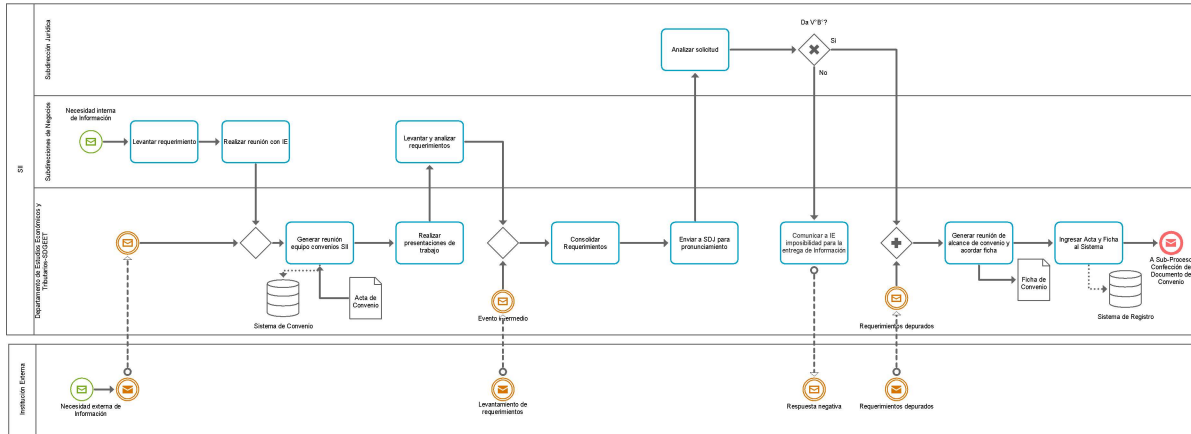 SII
Subdirección Jurídica
Analizar solicitud
Da V°B°?
Si
No
Subdirecciones de Negocios
Necesidad interna
de Información
Levantar requerimiento
Realizar reunión con IE
Levantar y analizar
requerimientos
Departamento de Estudios Económicos y
Tributarios-SDGEET
Generar reunión
equipo convenios SII
Sistema de Convenio
Acta de
Convenio
Realizar
presentaciones de
trabajo
Evento intermedio
Consolidar
Requerimientos
Enviar a SDJ para
pronunciamiento
Comunicar a IE
imposibilidad para la
entrega de Información
Requerimientos depurados
Generar reunión de
alcance de convenio y
acordar ficha
Ficha de
Convenio
Ingresar Acta y Ficha
al Sistema
Sistema de Registro
A Sub-Proceso
Confección de
Documento de
Convenio
Institución Externa
Necesidad externa de
Información
Levantamiento de
requerimientos
Respuesta negativa
Requerimientos depurados